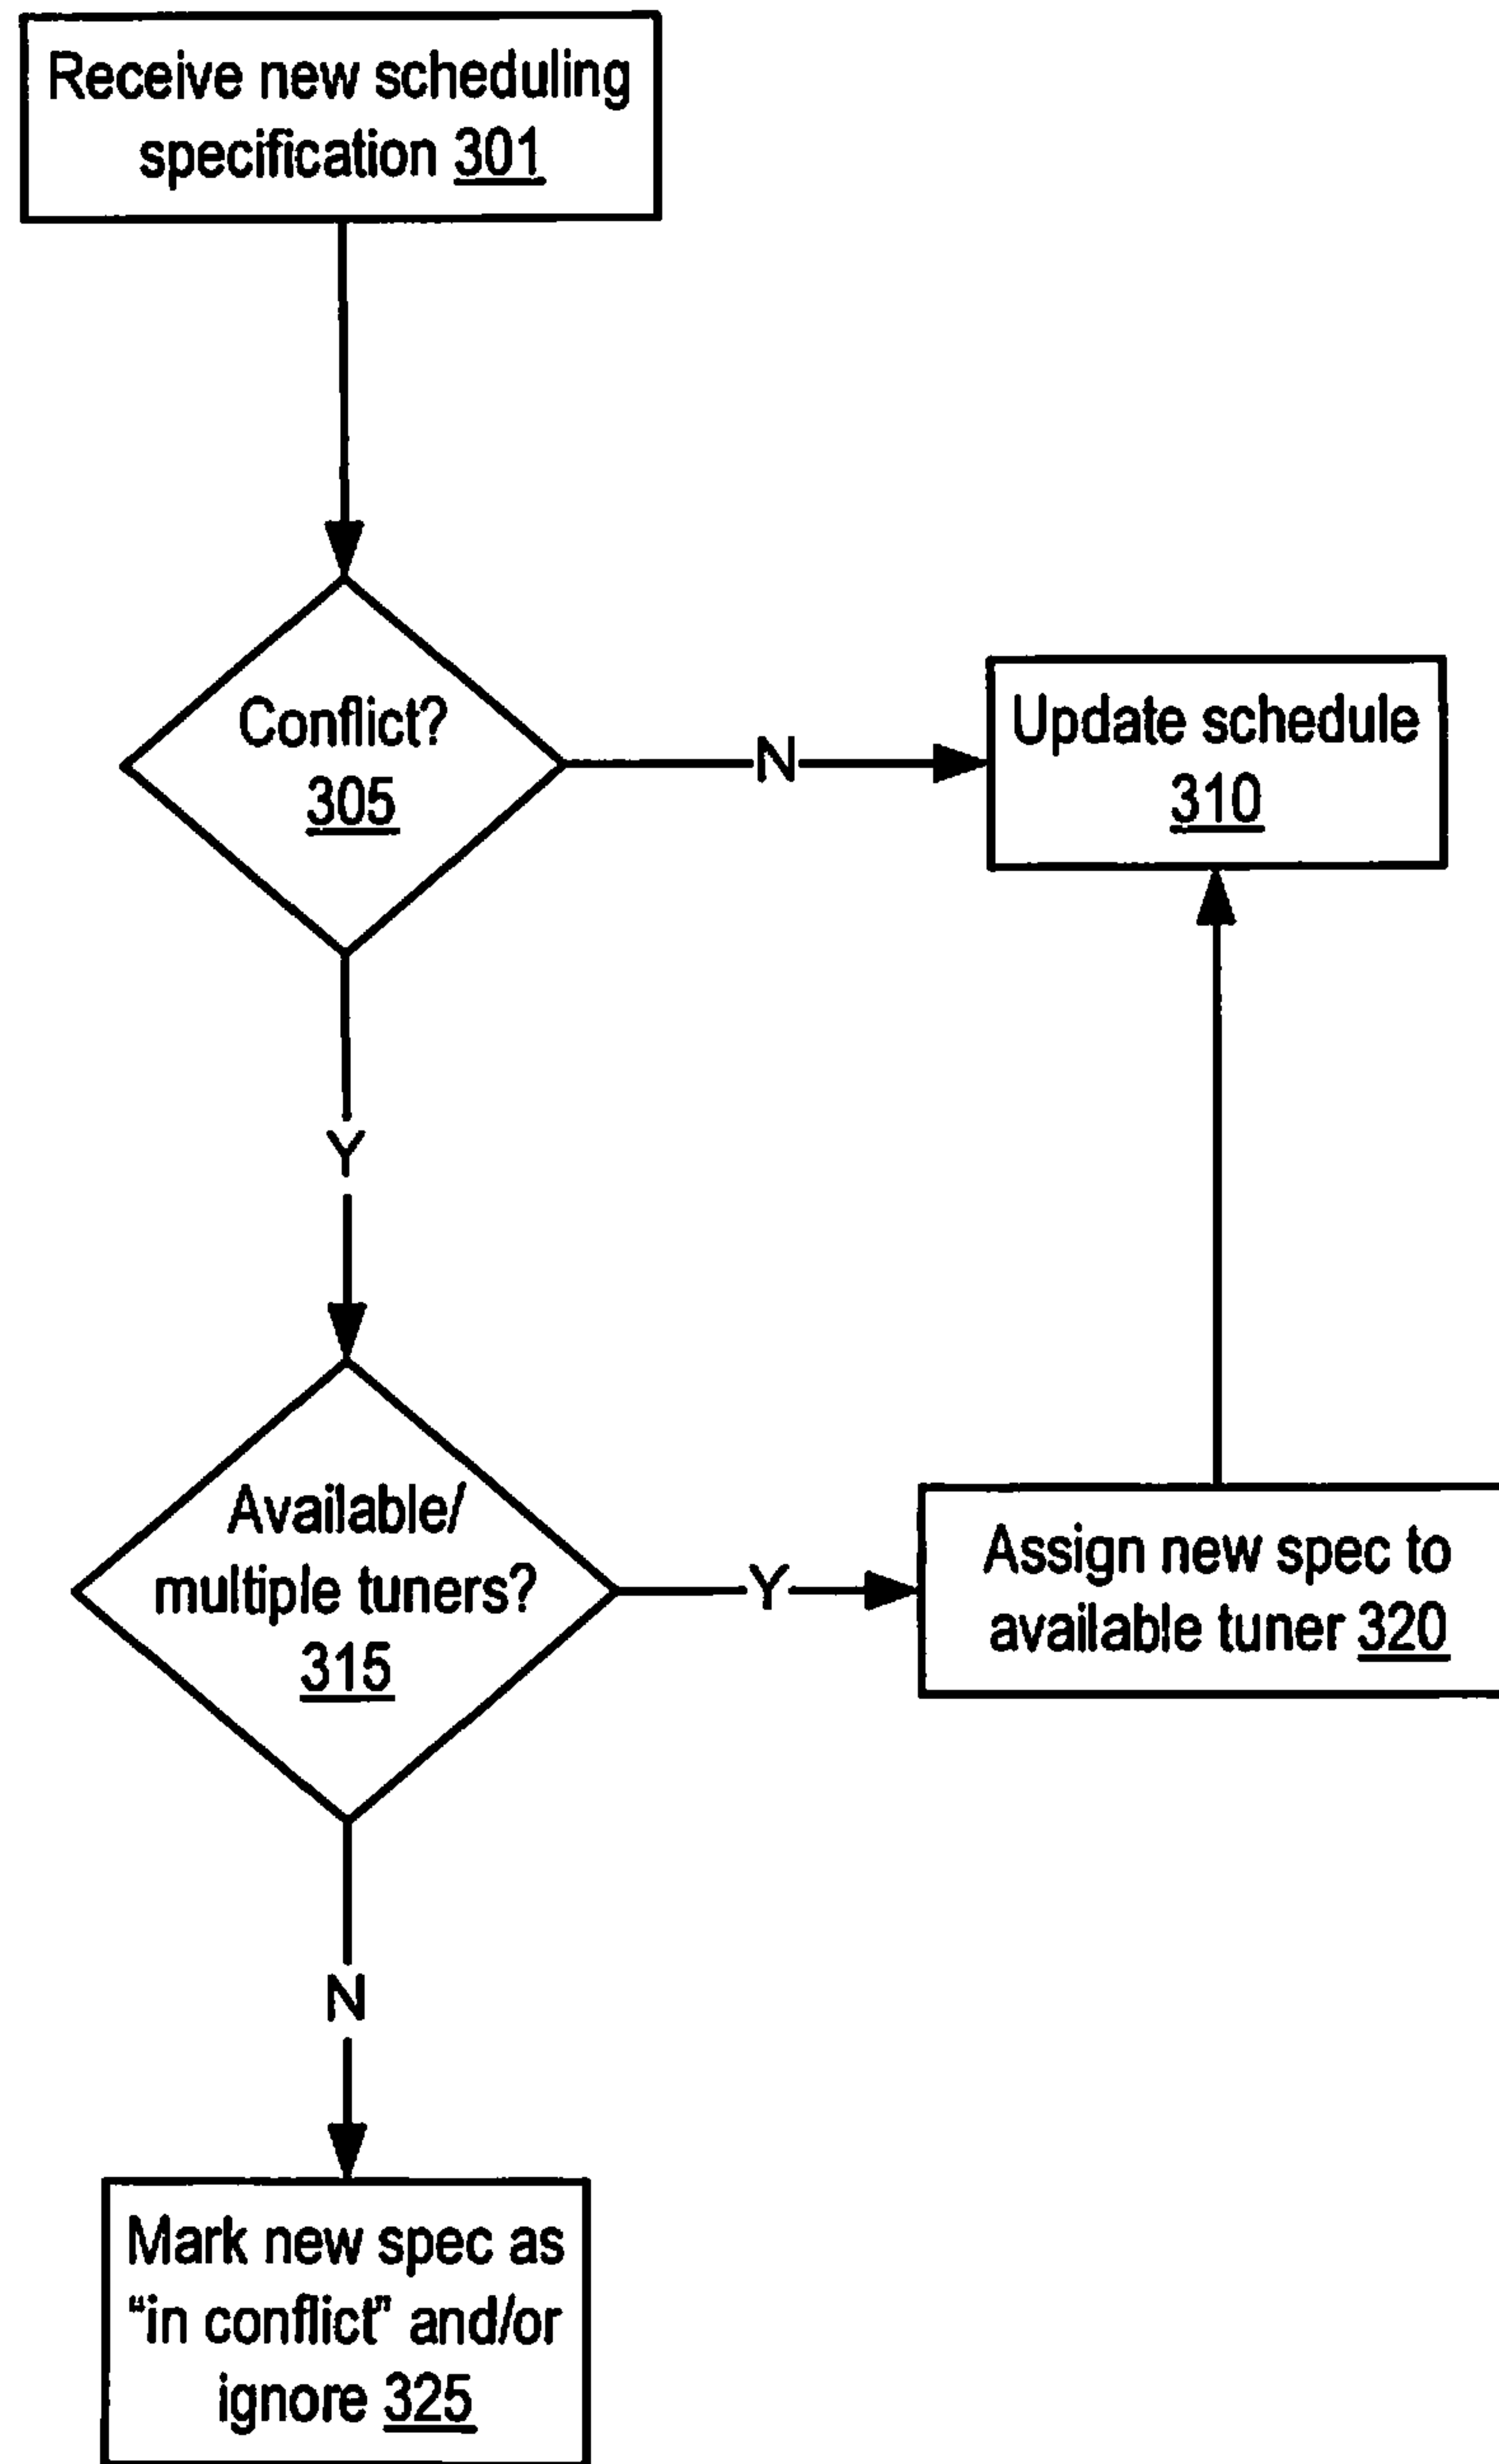 Receive new scheduling
specification 301
Conflict?
305
N
Update schedule
310
Y
Available/
multiple tuners?
315
Y
Assign new spec to
available tuner 320
N
Mark new spec as
“in conflict” and/or
ignore 325